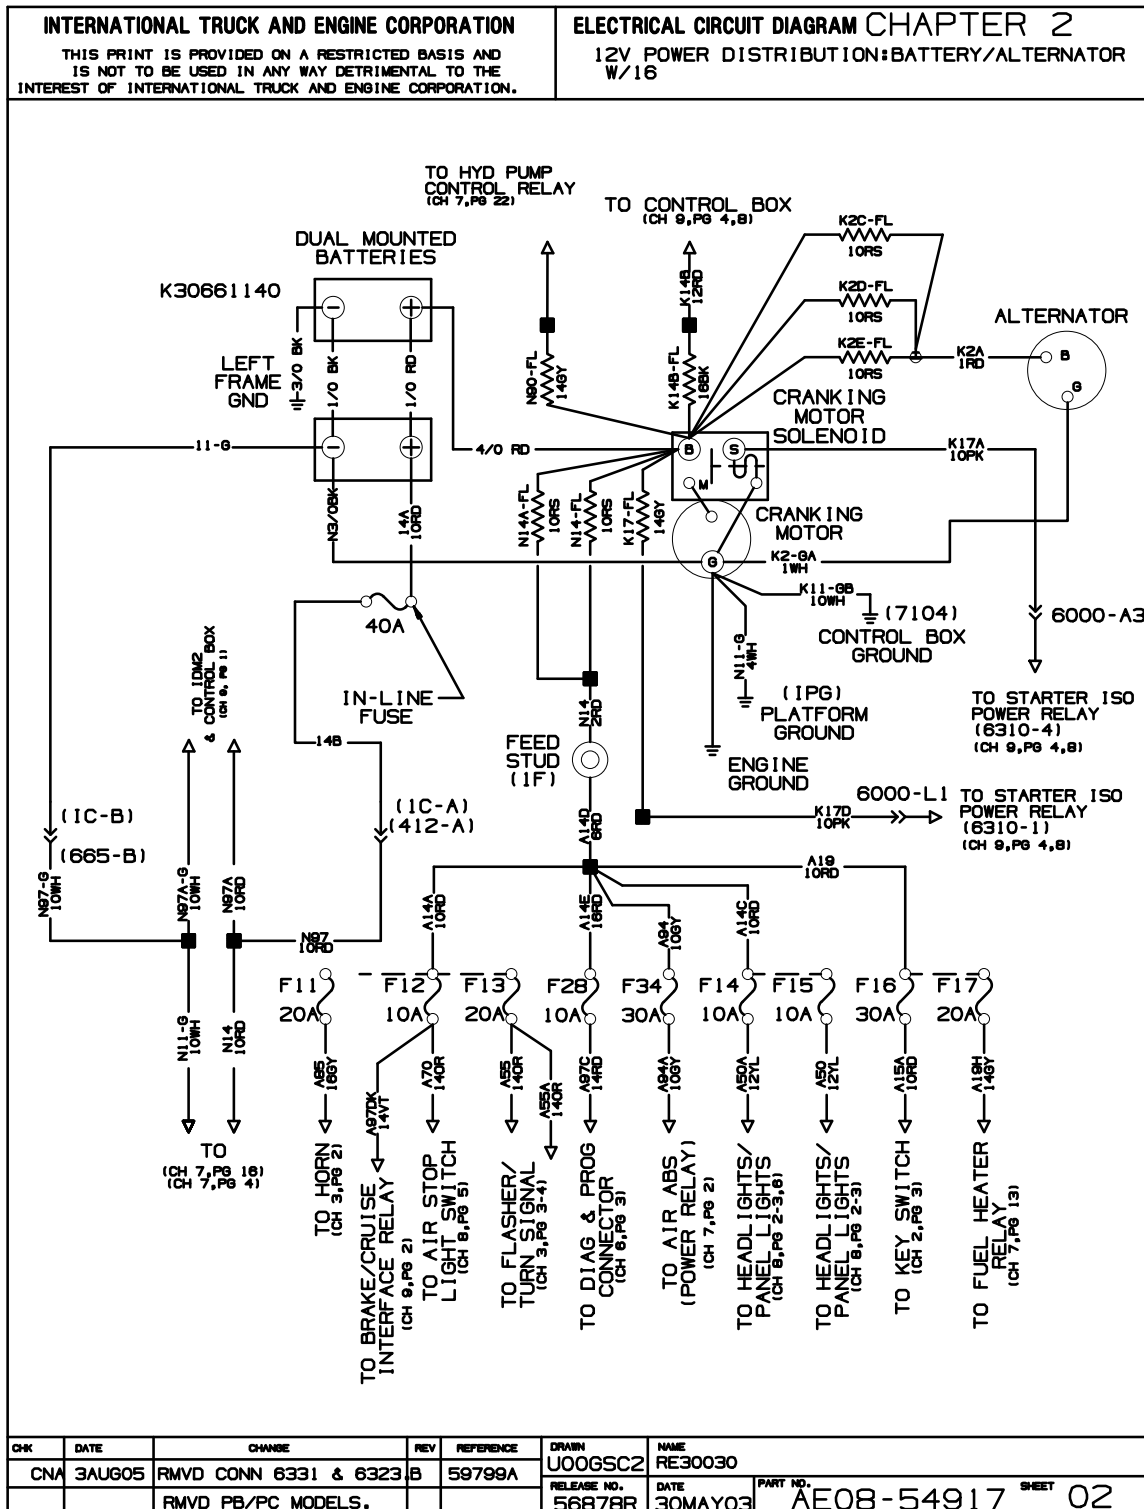 INTERNATIONAL TRUCK AND ENGINE CORPORATION
THIS PRINT IS PROVIDED ON A RESTRICTED BASIS AND
IS NOT TO BE USED IN ANY WAY DETRIMENTAL TO THE
INTEREST OF INTERNATIONAL TRUCK AND ENGINE CORPORATION.
ELECTRICAL CIRCUIT DIAGRAM CHAPTER 2
12V POWER DISTRIBUTION:BATTERY/ALTERNATOR
W/16
TO HYD PUMP
CONTROL RELAY
(CH 7,PG 22)
TO CONTROL BOX
(CH 9,PG 4,8)
K2C-FL
10RS
DUAL MOUNTED
BATTERIES
K30661140
K14B
12RD
K2D-FL
10RS
ALTERNATOR
K2E-FL
10RS
K2A
1RD
B
G
LEFT
FRAME
GND
3/0 BK
1/0 BK
1/0 RD
N90-FL
14GY
K14B-FL
16BK
CRANKING
MOTOR
SOLENOID
11-G
4/0 RD
B
S
M
K17A
10PK
N3/0BK
14A
10RD
N14A-FL
10RS
N14-FL
10RS
K17-FL
14GY
CRANKING
MOTOR
G
K2-GA
1WH
K11-GB
10WH
(7104)
CONTROL BOX
GROUND
6000-A3
40A
IN-LINE
FUSE
TO IDM2
& CONTROL BOX
(CH 9, PG 1)
N11-G
4WH
(IPG)
PLATFORM
GROUND
ENGINE
GROUND
TO STARTER ISO
POWER RELAY
(6310-4)
(CH 9,PG 4,8)
14B
N14
2RD
FEED
STUD
(1F)
6000-L1
TO STARTER ISO
POWER RELAY
(6310-1)
(CH 9,PG 4,8)
K17D
10PK
(IC-B)
(665-B)
(1C-A)
(412-A)
A14D
6RD
A19
10RD
N97-G
10WH
N97A-G
10WH
N97A
10RD
N97
10RD
A14A
10RD
A14E
16RD
A94
10GY
A14C
10RD
F11
20A
F12
10A
F13
20A
F28
10A
F34
30A
F14
10A
F15
10A
F16
30A
F17
20A
N11-G
10WH
N14
10RD
A85
16GY
A97DK
14VT
A70
14OR
A55
14OR
A55A
14OR
A97C
14RD
A94A
10GY
A50A
12YL
A50
12YL
A15A
10RD
A19H
14GY
TO
(CH 7,PG 16)
(CH 7,PG 4)
TO HORN
(CH 3,PG 2)
TO BRAKE/CRUISE
INTERFACE RELAY
(CH 9,PG 2)
TO AIR STOP
LIGHT SWITCH
(CH 8,PG 5)
TO FLASHER/
TURN SIGNAL
(CH 3,PG 3-4)
TO DIAG & PROG
CONNECTOR
(CH 6,PG 3)
TO AIR ABS
(POWER RELAY)
(CH 7,PG 2)
TO HEADLIGHTS/
PANEL LIGHTS
(CH 8,PG 2-3,6)
TO HEADLIGHTS/
PANEL LIGHTS
(CH 8,PG 2-3)
TO KEY SWITCH
(CH 2,PG 3)
TO FUEL HEATER
RELAY
(CH 7,PG 13)
CHK DATE CHANGE REV REFERENCE
CNA 3AUG05 RMVD CONN 6331 & 6323. B 59799A
RMVD PB/PC MODELS.
DRAWN
U00GSC2
NAME
RE30030
RELEASE NO.
56878R
DATE
30MAY03
PART NO.
AE08-54917
SHEET 02